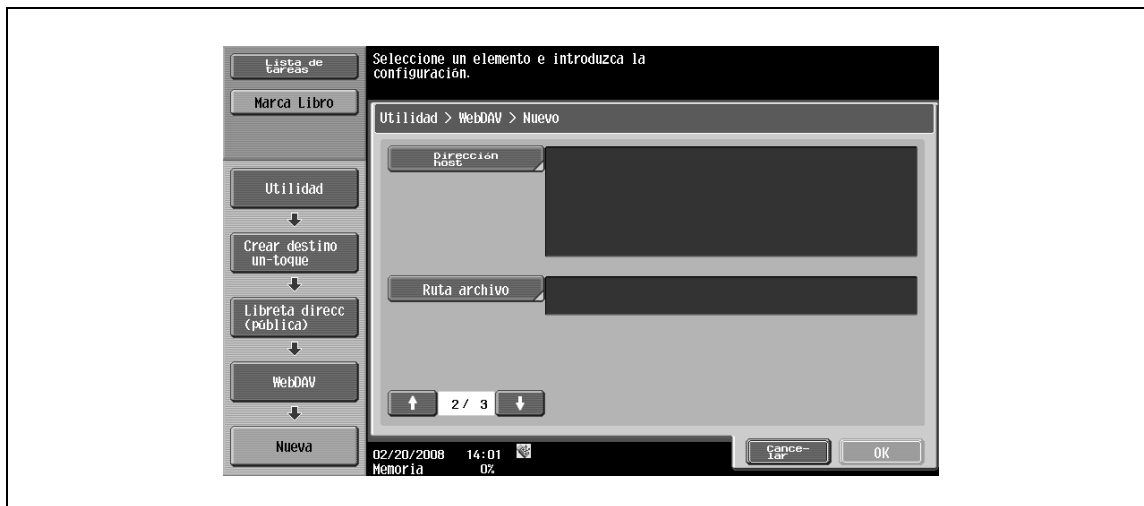 Lista de
tareas
Marca Libro
Utilidad
Crear destino
un-toque
Libreta direcc
(pública)
WebDAV
Nueva
Seleccione un elemento e introduzca la
configuración.
Utilidad > WebDAV > Nuevo
Dirección
host
Ruta archivo
2/ 3
02/20/2008 14:01
Memoria 0%
Cance-
lar
OK